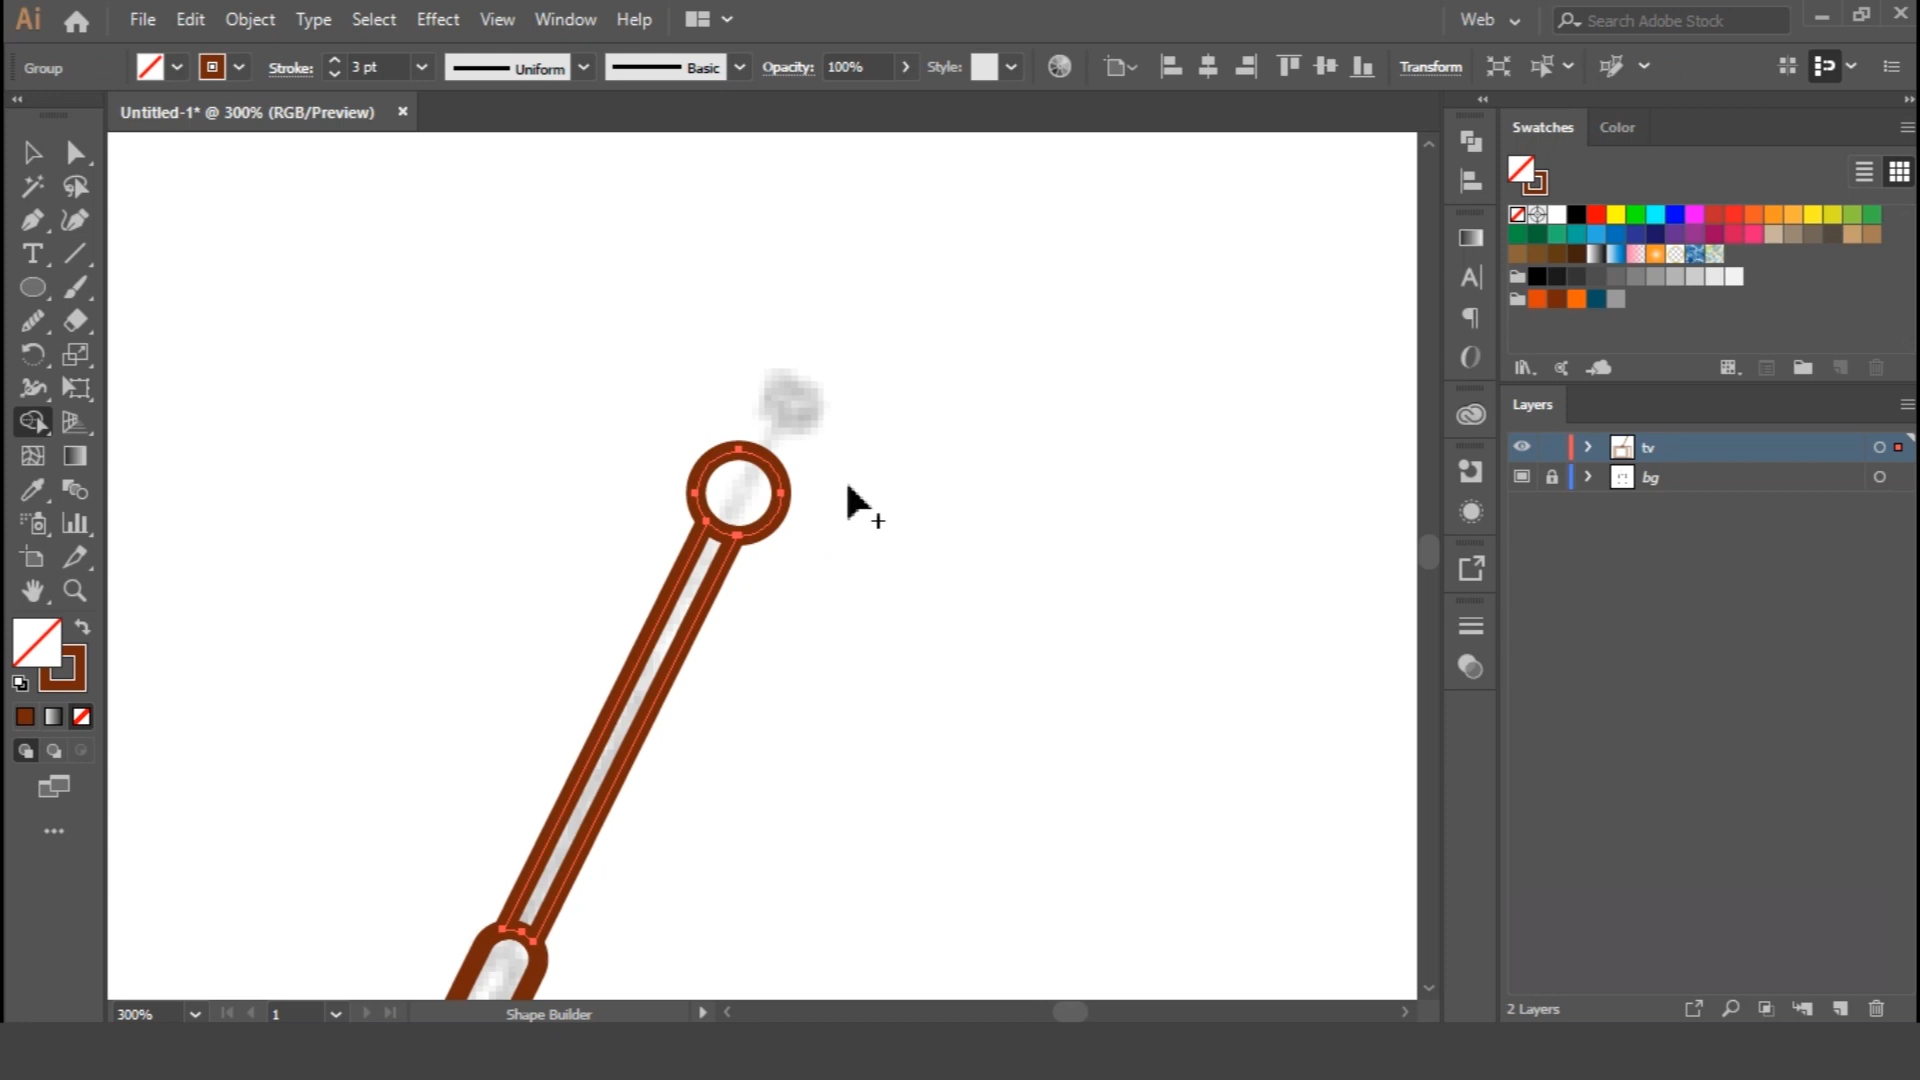 Ai File Edit Object Type Select Effect View Window Help Web Search Adobe Stock
Group Stroke: 3 pt Uniform Basic Opacity: 100% Style: Transform
Untitled-1* @ 300% (RGB/Preview)
Swatches Color
Layers
tv
bg
300% 1 Shape Builder
2 Layers